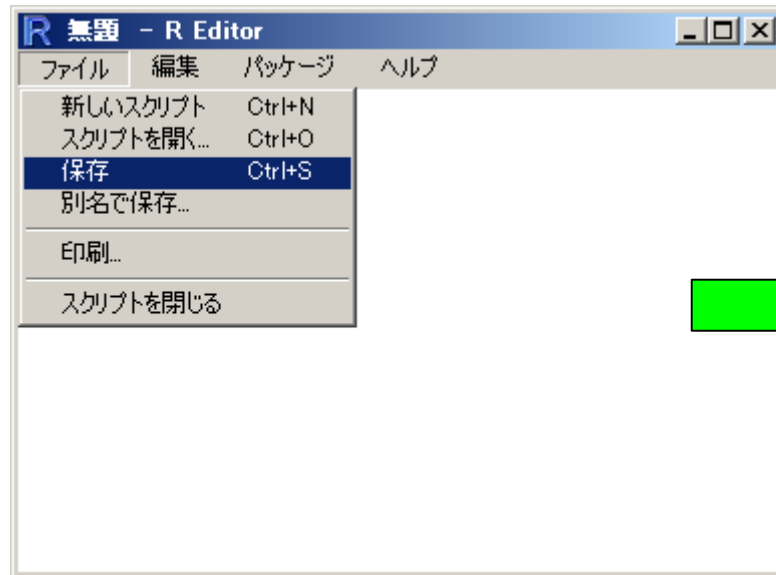 無題 - R Editor
ファイル 編集 パッケージ ヘルプ
新しいスクリプト Ctrl+N
スクリプトを開く... Ctrl+O
保存 Ctrl+S
別名で保存...
印刷...
スクリプトを閉じる